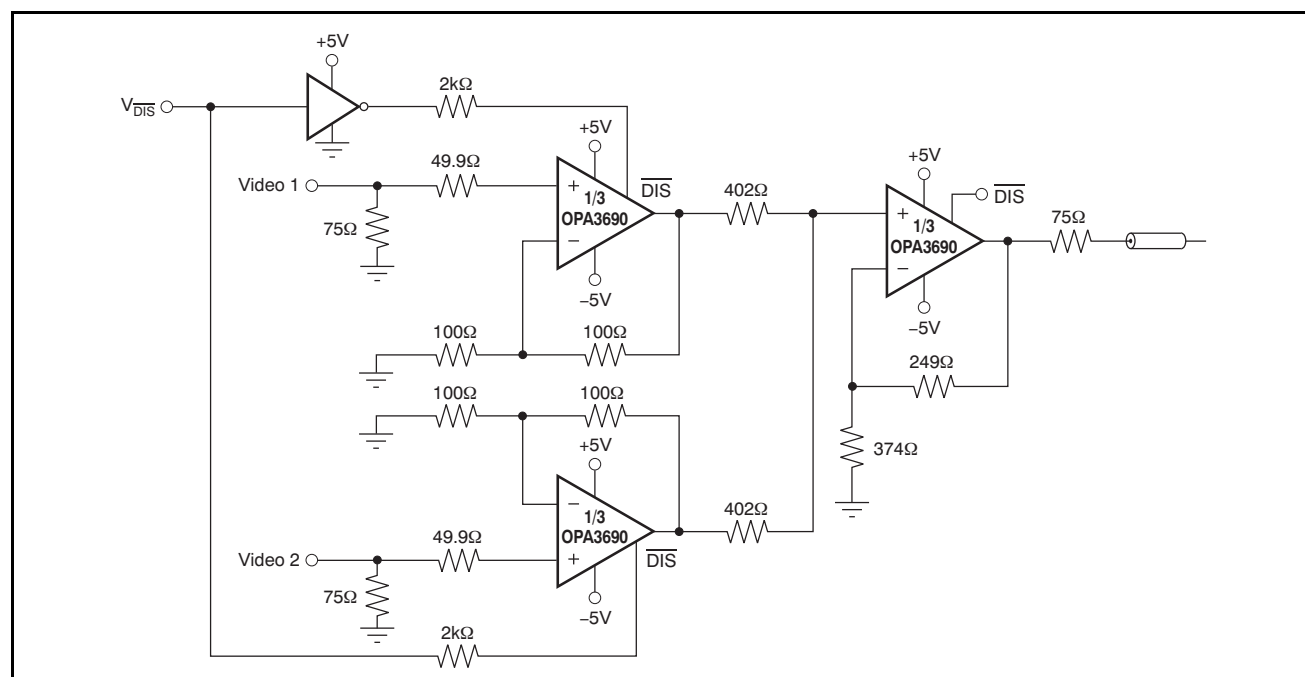 +5V
V DIS
2kΩ
+5V
Video 1
49.9Ω
+
1/3
OPA3690
−
DIS
75Ω
−5V
402Ω
+5V
DIS
+
1/3
OPA3690
−
75Ω
−5V
100Ω
100Ω
249Ω
100Ω
100Ω
374Ω
+5V
−
1/3
OPA3690
+
402Ω
Video 2
49.9Ω
DIS
75Ω
−5V
2kΩ